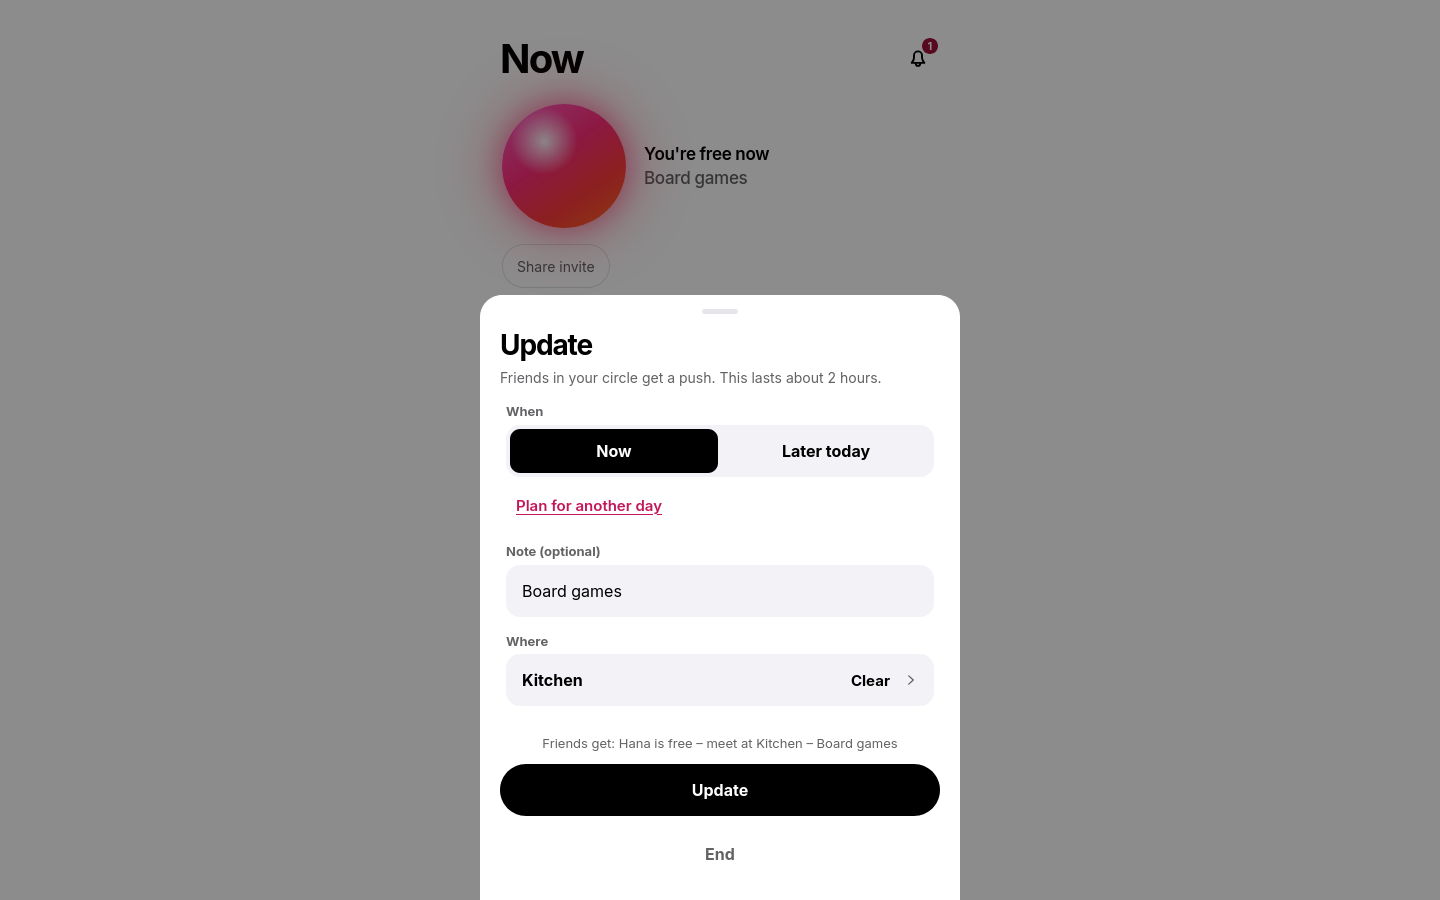 Now
1
You're free now
Board games
Share invite
Update
Friends in your circle get a push. This lasts about 2 hours.
When
Now
Later today
Plan for another day
Note (optional)
Board games
Where
Kitchen
Clear
Friends get: Hana is free – meet at Kitchen – Board games
Update
End